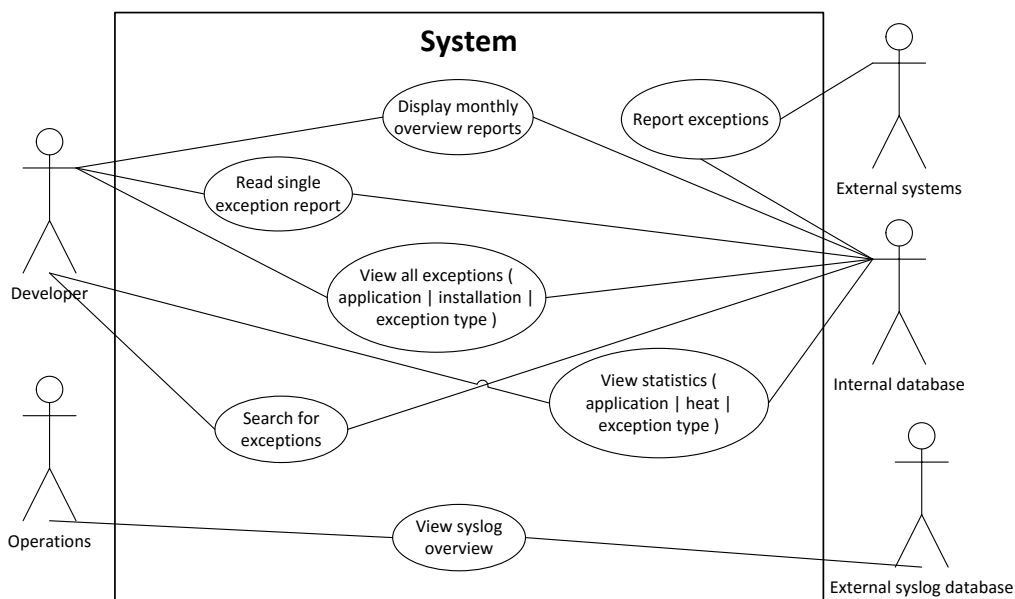 System
Display monthly
overview reports
Report exceptions
Read single
exception report
External systems
View all exceptions (
application | installation |
exception type )
Developer
Internal database
View statistics (
application | heat |
exception type )
Search for
exceptions
View syslog
overview
Operations
External syslog database